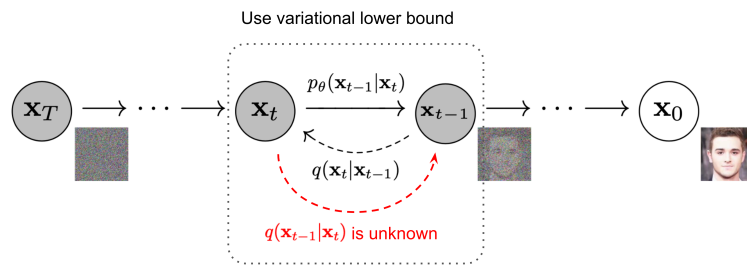 Use variational lower bound
p_θ(x_{t−1}|x_t)
x_T ⋯ x_t x_{t−1} ⋯ x_0
q(x_t|x_{t−1})
q(x_{t−1}|x_t) is unknown